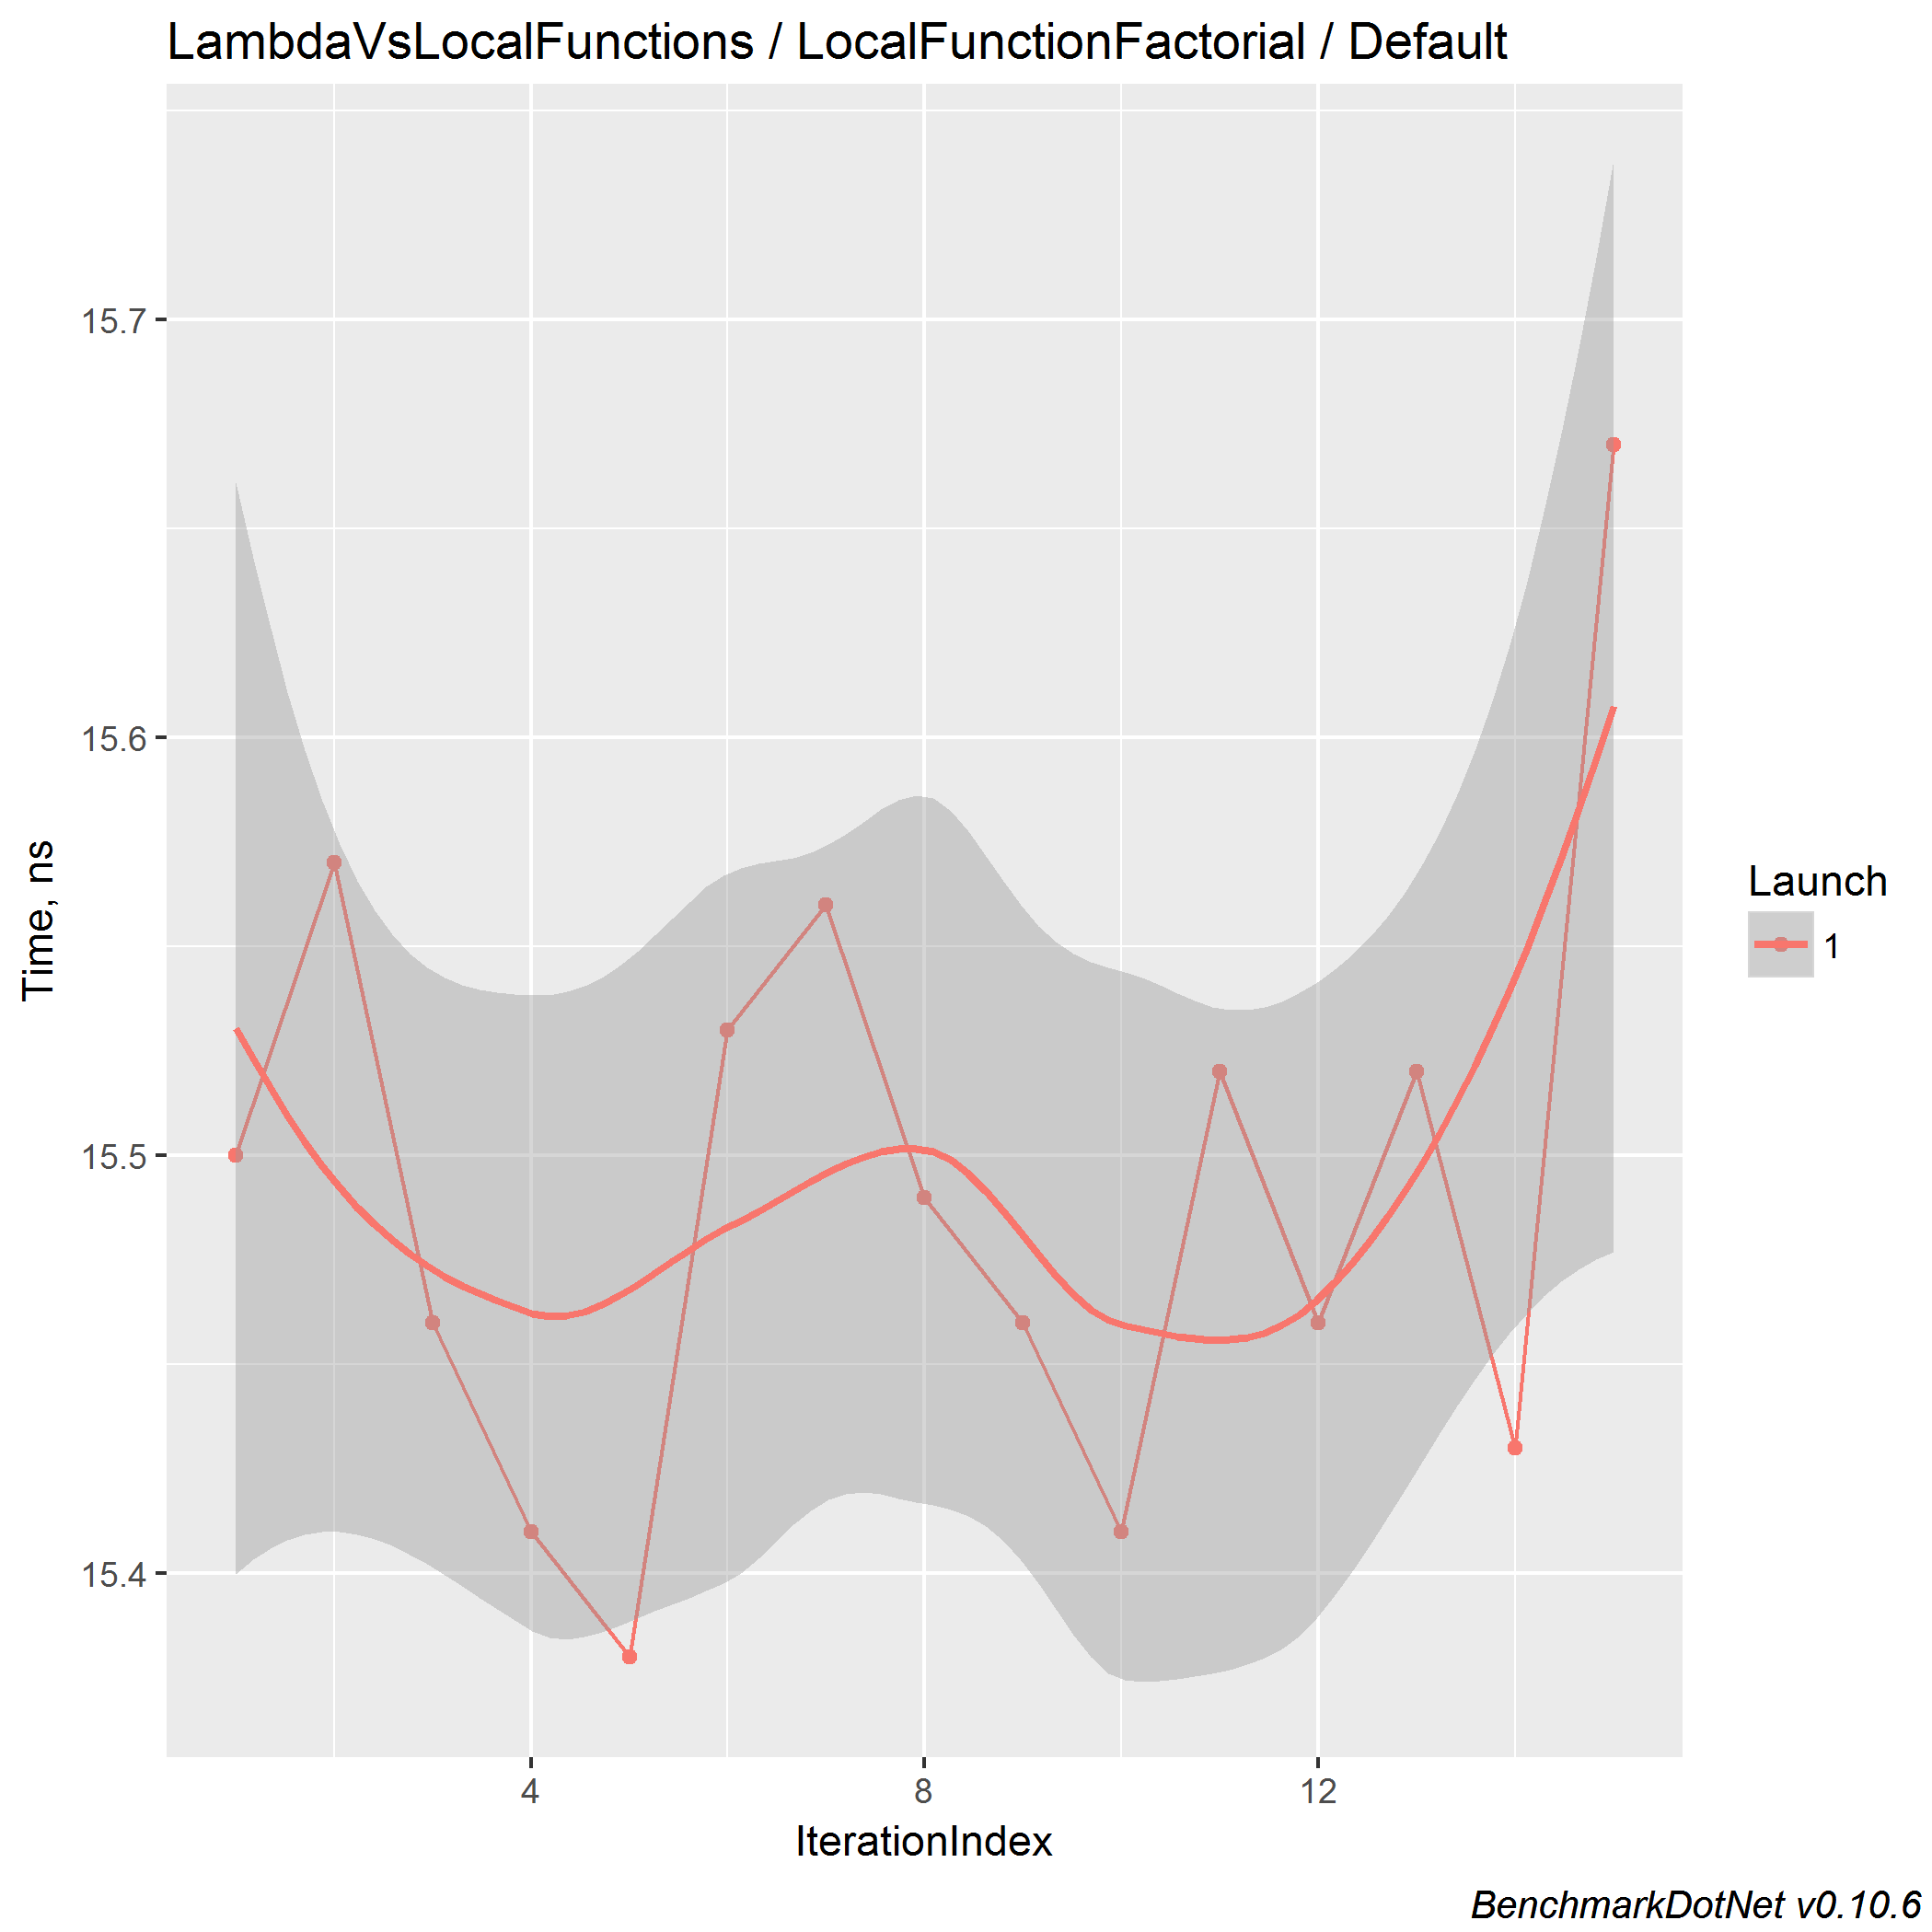 LambdaVsLocalFunctions / LocalFunctionFactorial / Default
Time, ns
15.7
15.6
15.5
15.4
4
8
12
IterationIndex
Launch
1
BenchmarkDotNet v0.10.6